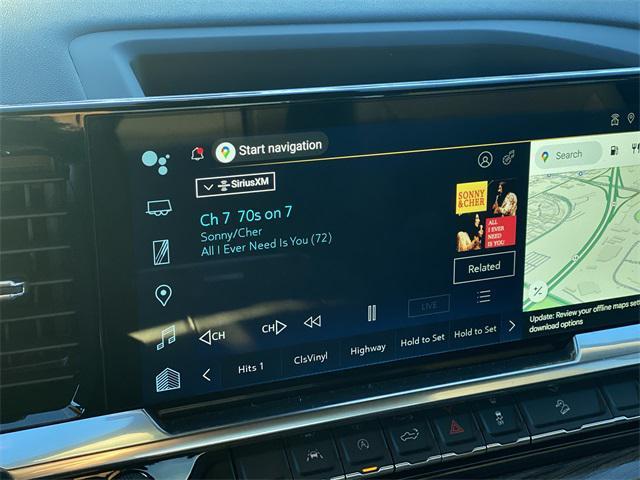 Start navigation
SiriusXM
Ch 7 70s on 7
Sonny/Cher
All I Ever Need Is You (72)
SONNY
&CHER
ALL
I EVER
NEED
IS YOU
Related
LIVE
CH
CH
Hits 1
ClsVinyl
Highway
Hold to Set
Hold to Set
Search
Update: Review your offline maps set
download options